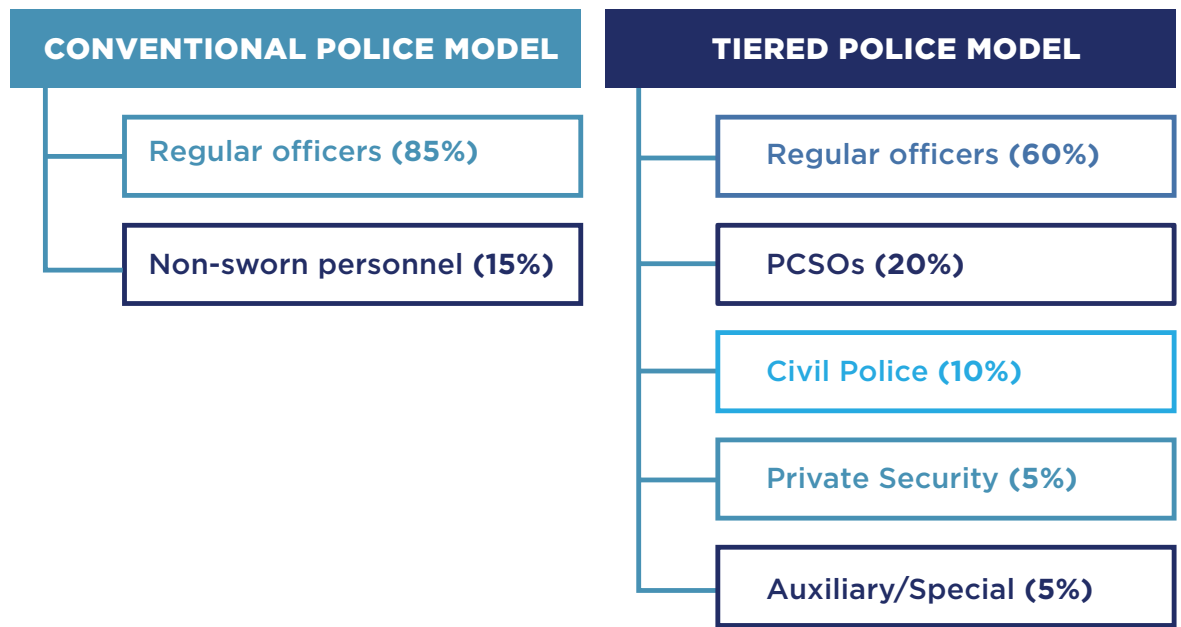 CONVENTIONAL POLICE MODEL
Regular officers (85%)
Non-sworn personnel (15%)
TIERED POLICE MODEL
Regular officers (60%)
PCSOs (20%)
Civil Police (10%)
Private Security (5%)
Auxiliary/Special (5%)